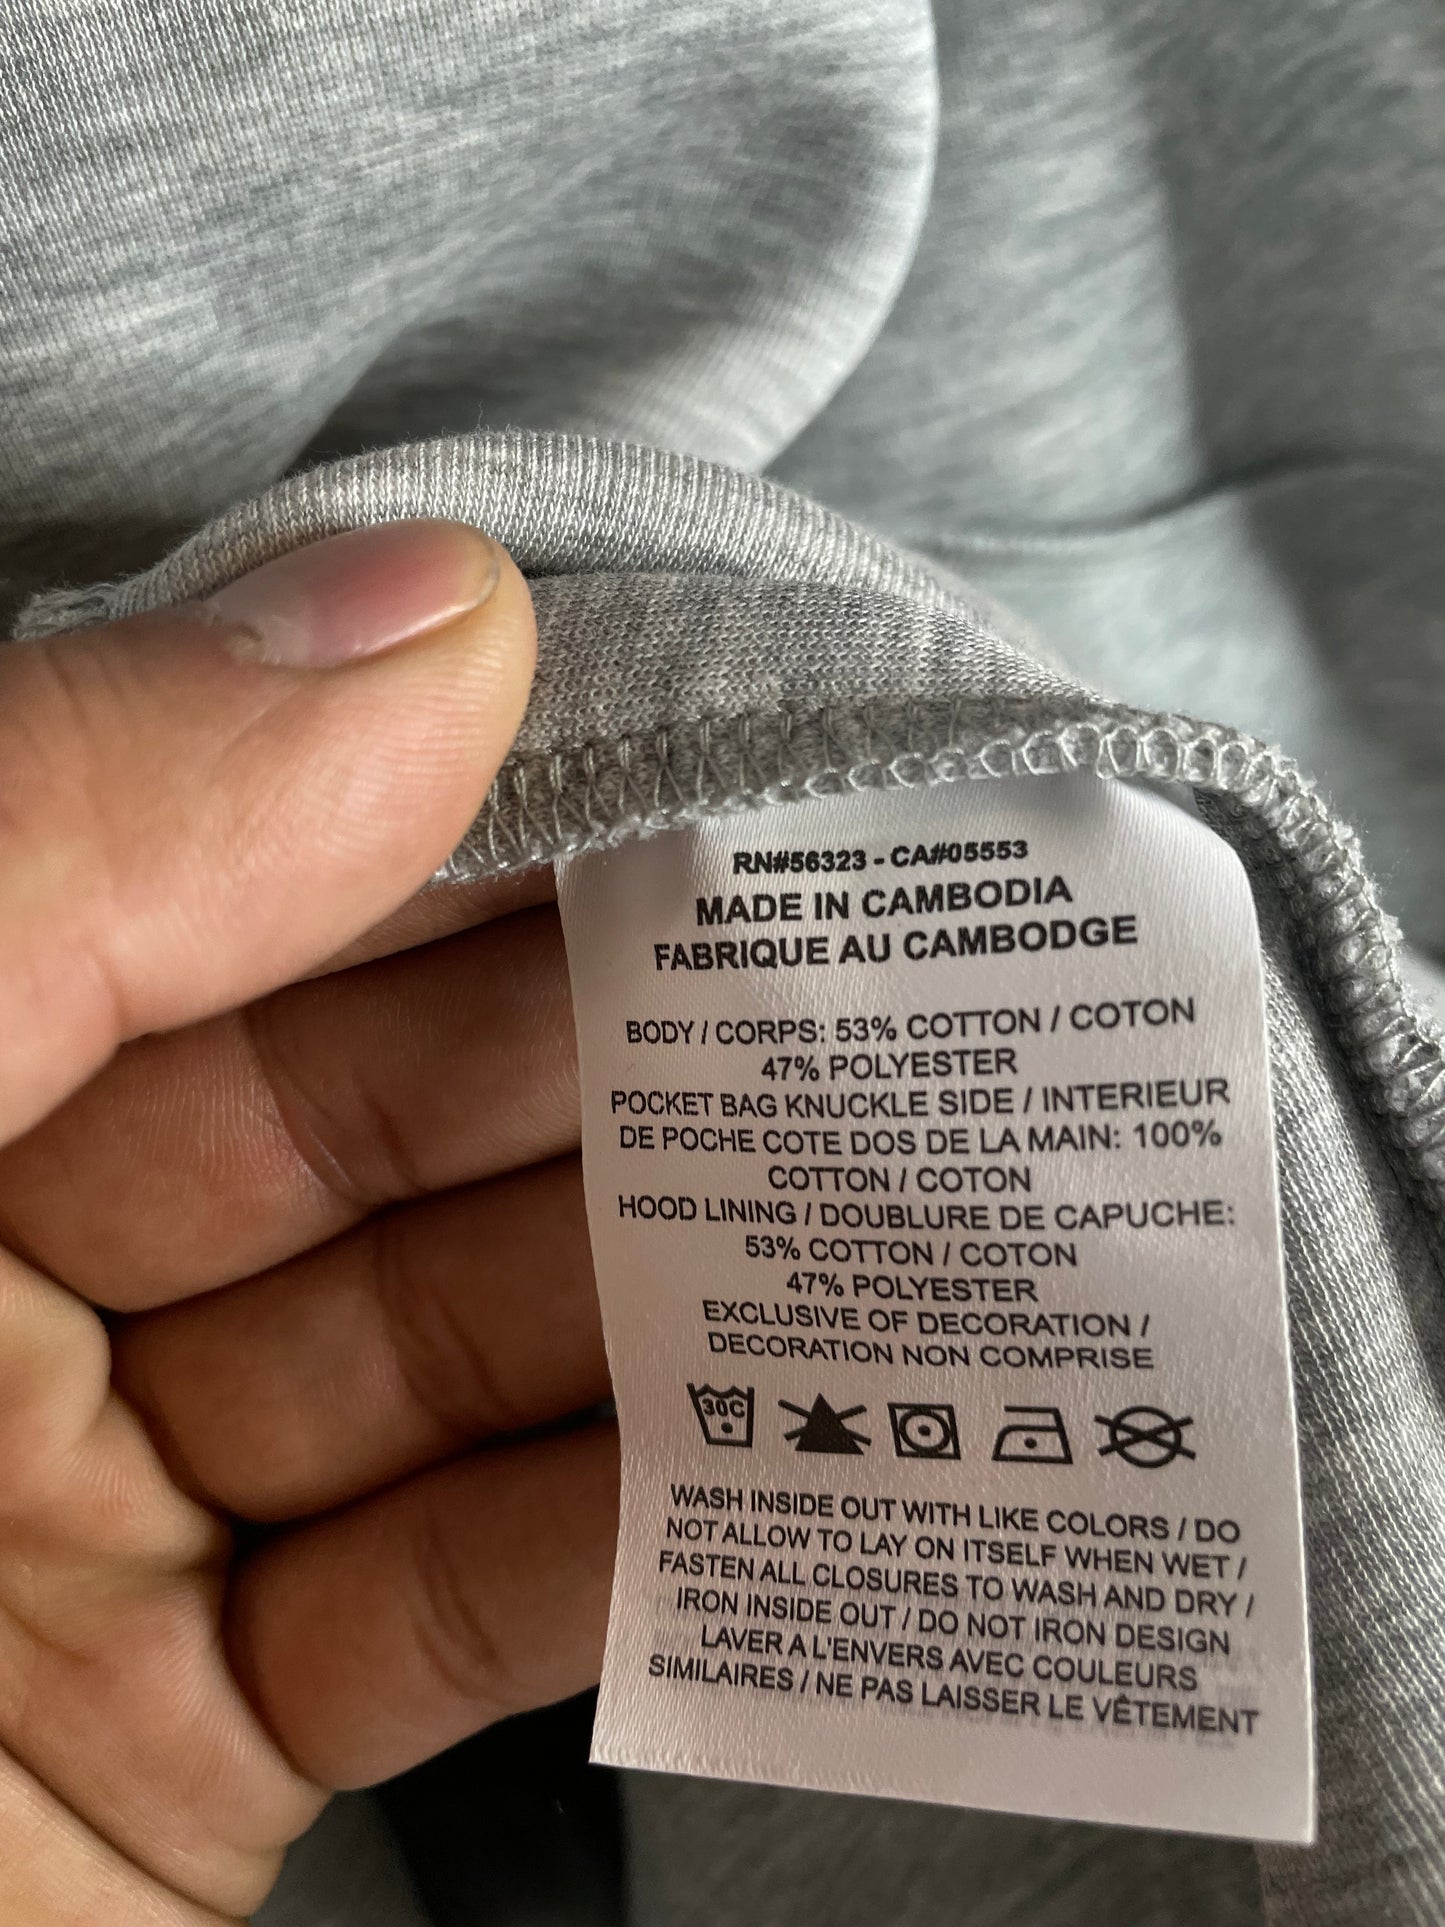 RN#56323 - CA#05553
MADE IN CAMBODIA
FABRIQUE AU CAMBODGE
BODY / CORPS: 53% COTTON / COTON
47% POLYESTER
POCKET BAG KNUCKLE SIDE / INTERIEUR
DE POCHE COTE DOS DE LA MAIN: 100%
COTTON / COTON
HOOD LINING / DOUBLURE DE CAPUCHE:
53% COTTON / COTON
47% POLYESTER
EXCLUSIVE OF DECORATION /
DECORATION NON COMPRISE
30C
WASH INSIDE OUT WITH LIKE COLORS / DO
NOT ALLOW TO LAY ON ITSELF WHEN WET /
FASTEN ALL CLOSURES TO WASH AND DRY /
IRON INSIDE OUT / DO NOT IRON DESIGN
LAVER A L'ENVERS AVEC COULEURS
SIMILAIRES / NE PAS LAISSER LE VÊTEMENT